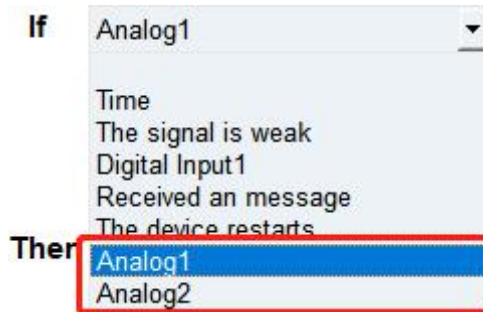 If Analog1
Time
The signal is weak
Digital Input1
Received an message
The device restarts
Ther
Analog1
Analog2